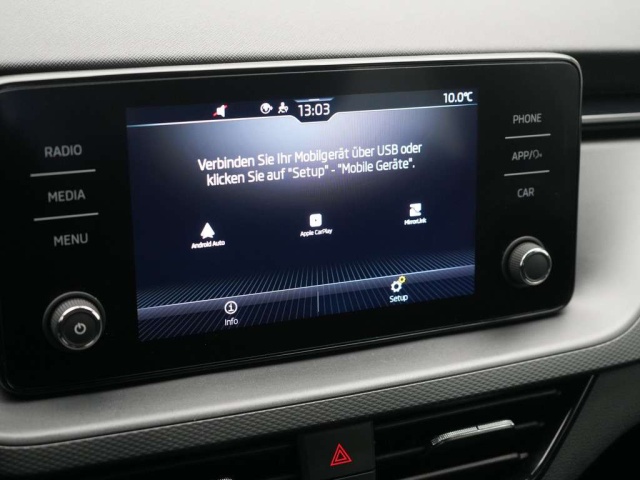 13:03
10.0°C
RADIO
MEDIA
MENU
Verbinden Sie Ihr Mobilgerät über USB oder
klicken Sie auf "Setup" - "Mobile Geräte".
Android Auto
Apple CarPlay
MirrorLink
Info
Setup
PHONE
APP/
CAR